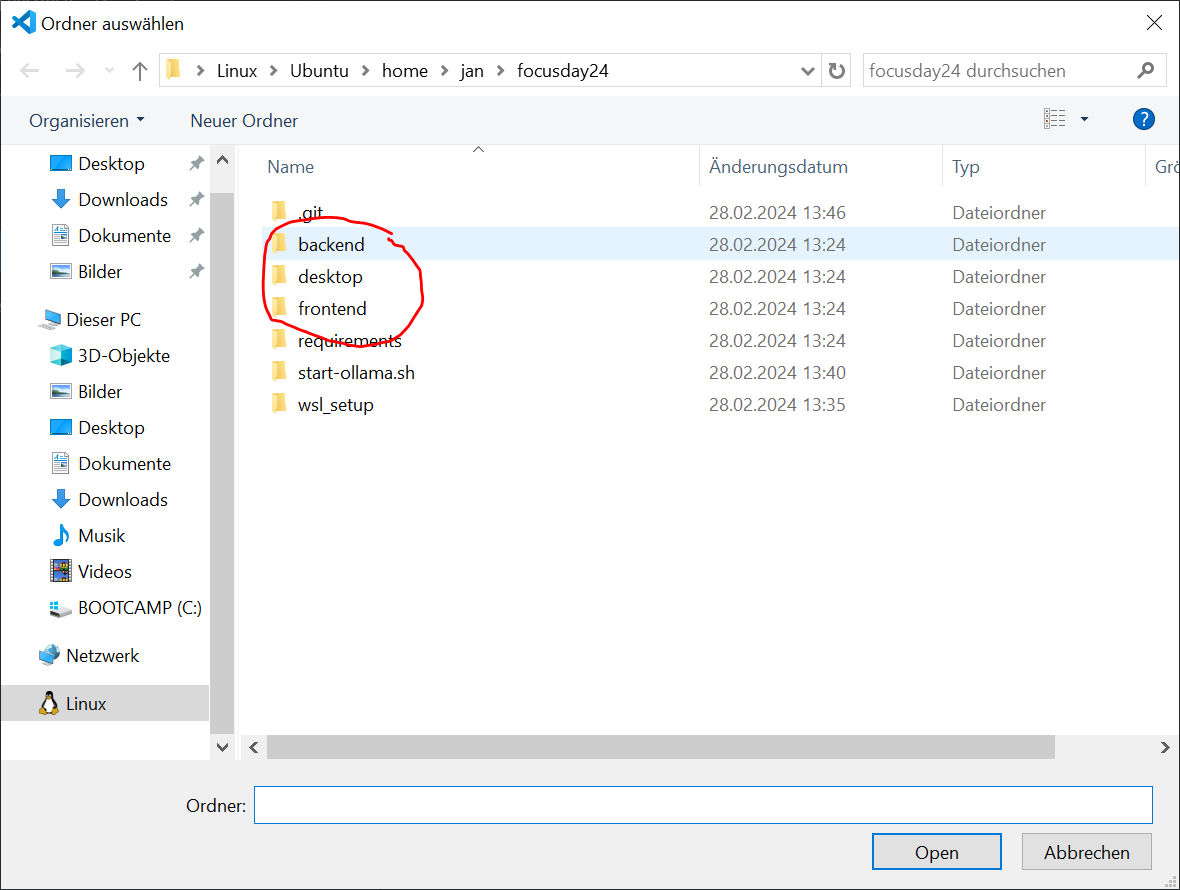 Ordner auswählen
Linux > Ubuntu > home > jan > focusday24
focusday24 durchsuchen
Organisieren
Neuer Ordner
?
Desktop
Downloads
Dokumente
Bilder
Dieser PC
3D-Objekte
Bilder
Desktop
Dokumente
Downloads
Musik
Videos
BOOTCAMP (C:)
Netzwerk
Linux
Name Änderungsdatum Typ Grö
.git 28.02.2024 13:46 Dateiordner
backend 28.02.2024 13:24 Dateiordner
desktop 28.02.2024 13:24 Dateiordner
frontend 28.02.2024 13:24 Dateiordner
requirements 28.02.2024 13:24 Dateiordner
start-ollama.sh 28.02.2024 13:40 Dateiordner
wsl_setup 28.02.2024 13:35 Dateiordner
Ordner:
Open
Abbrechen